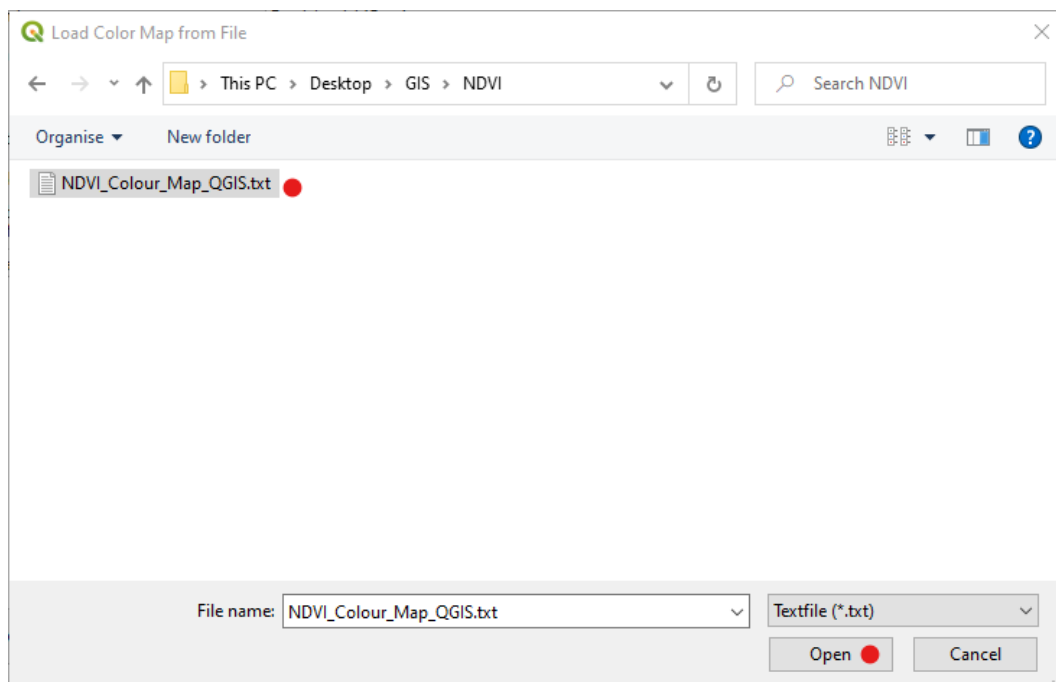 Load Color Map from File
This PC > Desktop > GIS > NDVI
Search NDVI
Organise
New folder
NDVI_Colour_Map_QGIS.txt
File name: NDVI_Colour_Map_QGIS.txt
Textfile (*.txt)
Open
Cancel